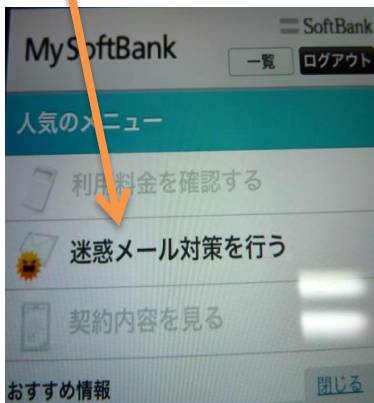 SoftBank
My SoftBank
一覧 ログアウト
人気のメニュー
利用料金を確認する
迷惑メール対策を行う
契約内容を見る
おすすめ情報 閉じる